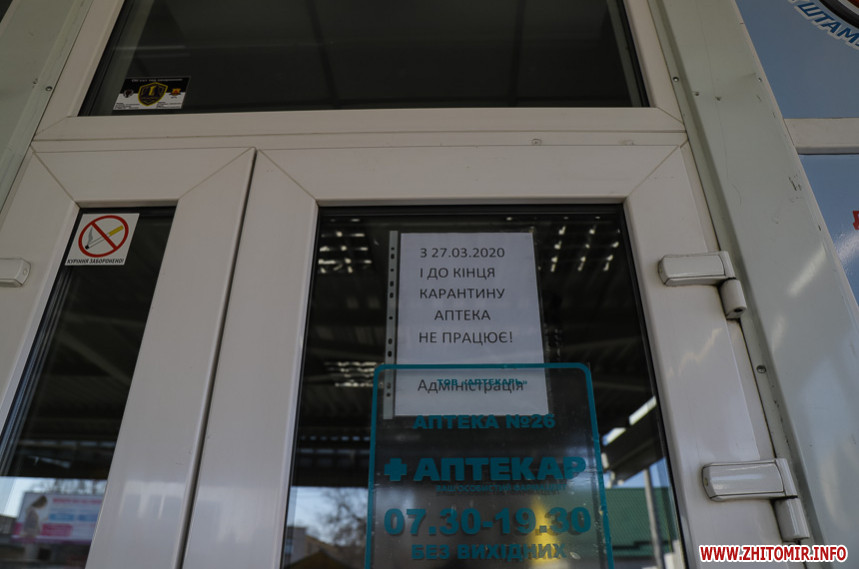 ШТАМ
КУРІННЯ ЗАБОРОНЕНО!
З 27.03.2020
І ДО КІНЦЯ
КАРАНТИНУ
АПТЕКА
НЕ ПРАЦЮЄ!
Адміністрація
ТОВ «АПТЕКАРЬ»
АПТЕКА №26
+ АПТЕКАР
07.30-19.30
БЕЗ ВИХІДНИХ
WWW.ZHITOMIR.INFO